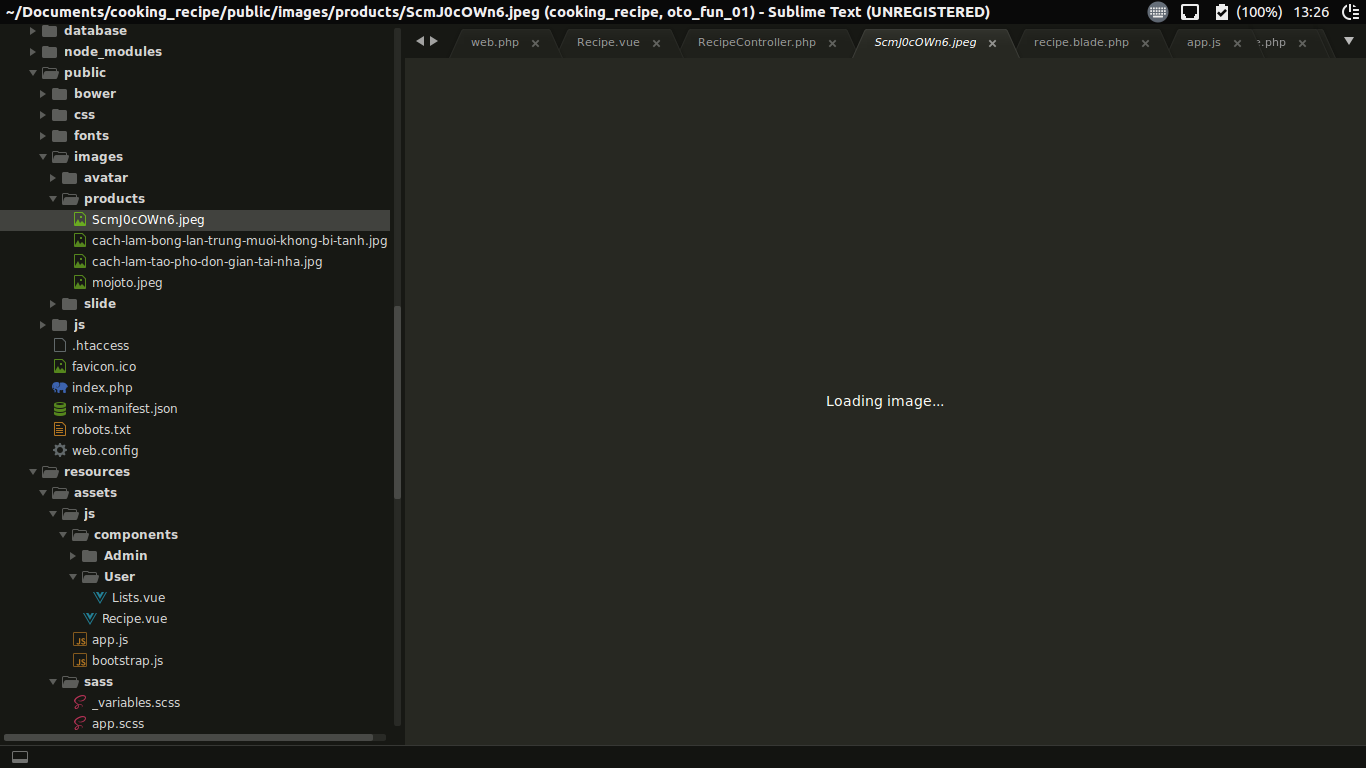 ~/Documents/cooking_recipe/public/images/products/ScmJ0cOWn6.jpeg (cooking_recipe, oto_fun_01) - Sublime Text (UNREGISTERED)
(100%) 13:26
web.php × Recipe.vue × RecipeController.php × ScmJ0cOWn6.jpeg × recipe.blade.php × app.js × e.php ×
database
node_modules
public
bower
css
fonts
images
avatar
products
ScmJ0cOWn6.jpeg
cach-lam-bong-lan-trung-muoi-khong-bi-tanh.jpg
cach-lam-tao-pho-don-gian-tai-nha.jpg
mojoto.jpeg
slide
js
.htaccess
favicon.ico
index.php
mix-manifest.json
robots.txt
web.config
resources
assets
js
components
Admin
User
Lists.vue
Recipe.vue
app.js
bootstrap.js
sass
_variables.scss
app.scss
Loading image...